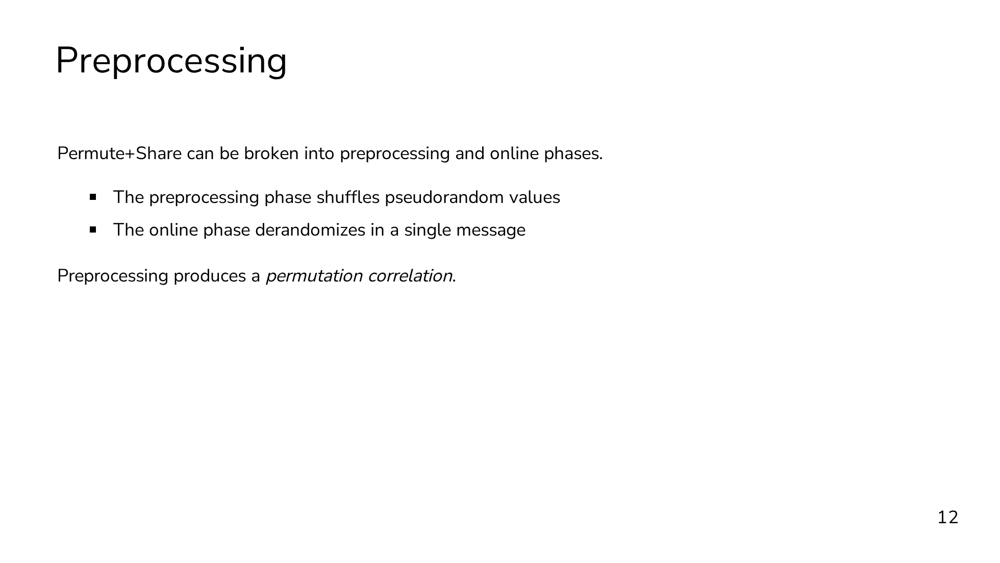 Preprocessing
Permute+Share can be broken into preprocessing and online phases.
▪ The preprocessing phase shuffles pseudorandom values
▪ The online phase derandomizes in a single message
Preprocessing produces a permutation correlation.
12